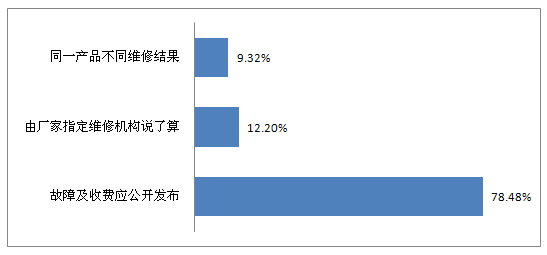 同一产品不同维修结果
9.32%
由厂家指定维修机构说了算
12.20%
故障及收费应公开发布
78.48%